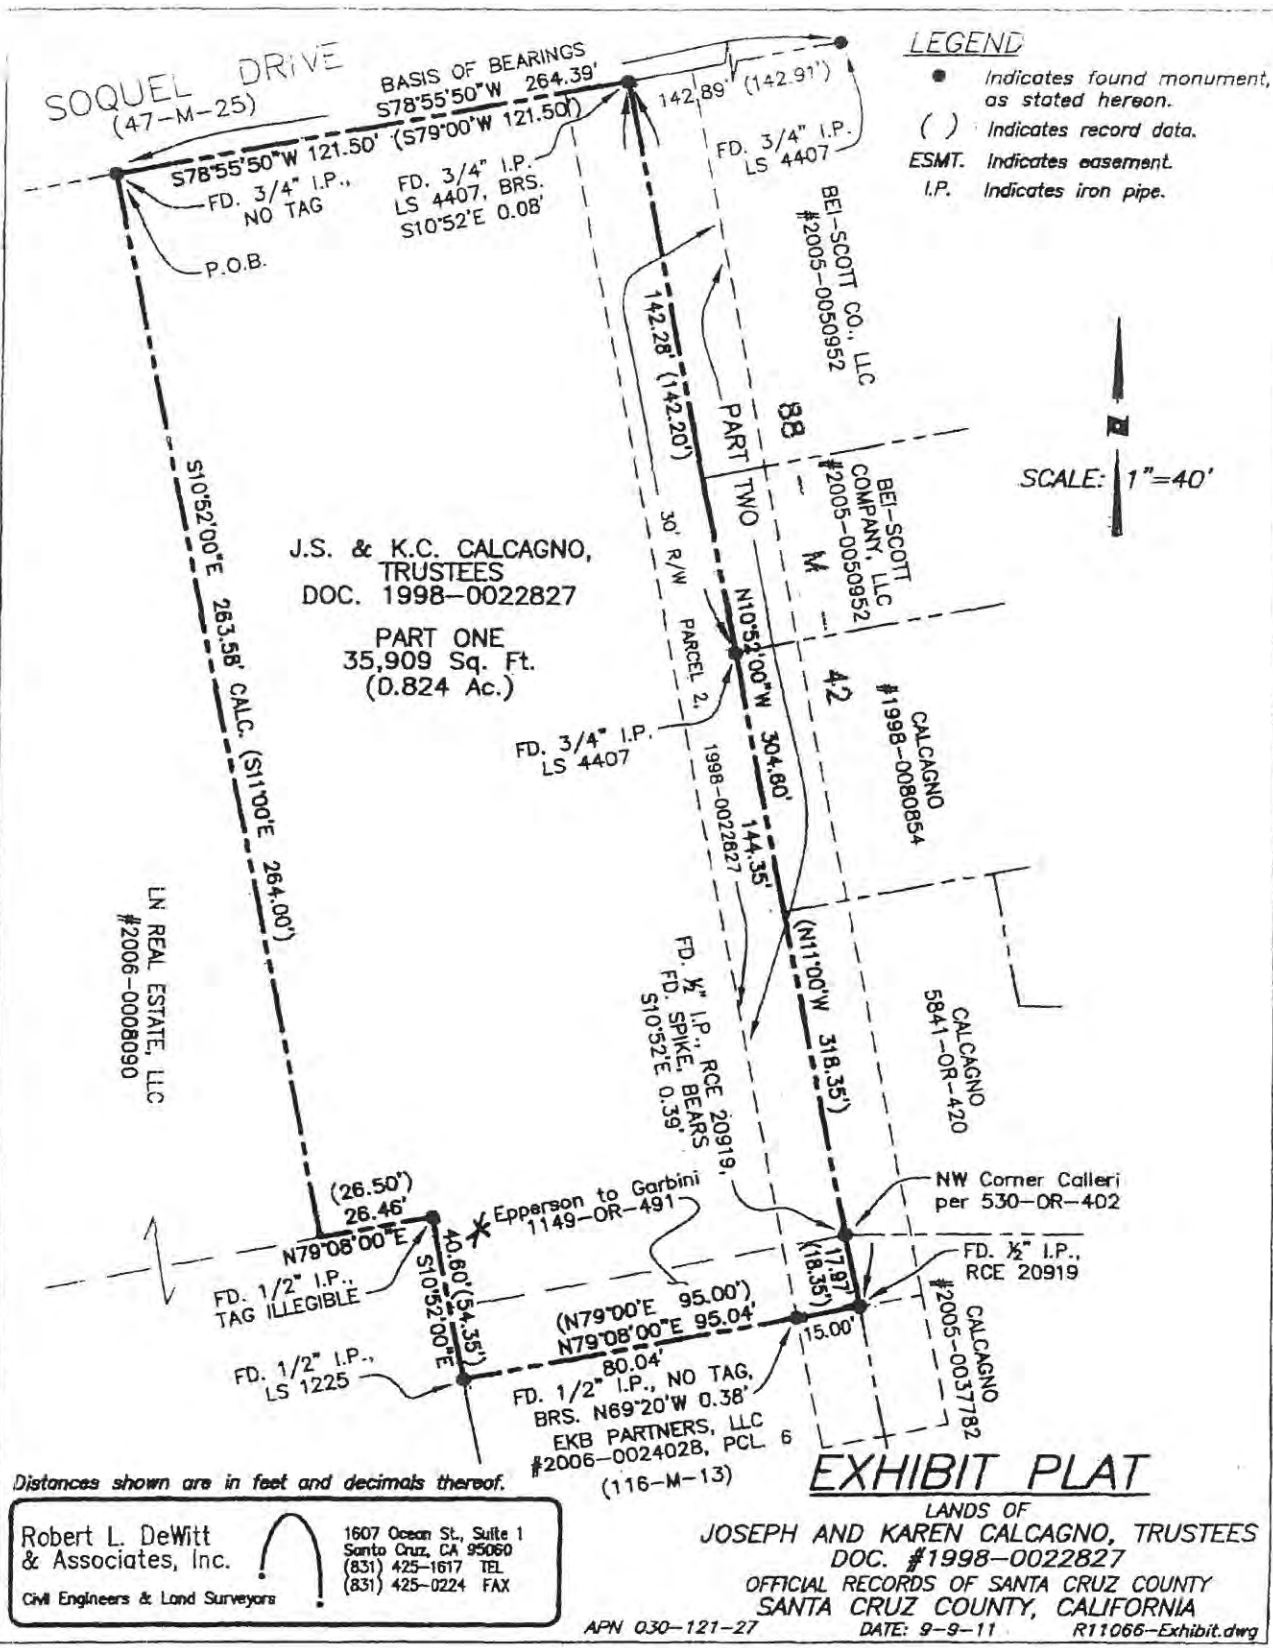 SOQUEL DRIVE
(47-M-25)
BASIS OF BEARINGS
S78°55'50"W 264.39'
S78°55'50"W 121.50' (S79°00'W 121.50')
142.89' (142.91')
FD. 3/4" I.P.,
NO TAG
FD. 3/4" I.P.
LS 4407, BRS.
S10°52'E 0.08'
FD. 3/4" I.P.
LS 4407
P.O.B.
LEGEND
● Indicates found monument,
as stated hereon.
( ) Indicates record data.
ESMT. Indicates easement.
I.P. Indicates iron pipe.
BEI-SCOTT CO., LLC
#2005-0050952
142.28' (142.20')
PART TWO
88 - M - 42
BEI-SCOTT
COMPANY, LLC
#2005-0050952
SCALE: 1"=40'
S10°52'00"E 263.58' CALC. (S11°00'E 264.00')
J.S. & K.C. CALCAGNO,
TRUSTEES
DOC. 1998-0022827
PART ONE
35,909 Sq. Ft.
(0.824 Ac.)
30' R/W PARCEL 2,
1998-0022827
N10°52'00"W 304.60'
144.35'
(N11°00'W 318.35')
FD. 3/4" I.P.
LS 4407
CALCAGNO
#1998-0080854
LN REAL ESTATE, LLC
#2006-0008090
FD. ½" I.P., RCE 20919,
FD. SPIKE, BEARS
S10°52'E 0.39'
CALCAGNO
5841-OR-420
NW Corner Calleri
per 530-OR-402
(26.50')
26.46'
N79°08'00"E
Epperson to Garbini
1149-OR-491
40.60'(54.35')
S10°52'00"E
FD. 1/2" I.P.,
TAG ILLEGIBLE
FD. 1/2" I.P.,
LS 1225
17.97'
(18.35')
FD. ½" I.P.,
RCE 20919
(N79°00'E 95.00')
N79°08'00"E 95.04'
80.04'
15.00'
FD. 1/2" I.P., NO TAG,
BRS. N69°20'W 0.38'
EKB PARTNERS, LLC
#2006-0024028, PCL. 6
(116-M-13)
CALCAGNO
#2005-0037782
Distances shown are in feet and decimals thereof.
Robert L. DeWitt
& Associates, Inc.
Civil Engineers & Land Surveyors
1607 Ocean St., Suite 1
Santa Cruz, CA 95060
(831) 425-1617 TEL
(831) 425-0224 FAX
EXHIBIT PLAT
LANDS OF
JOSEPH AND KAREN CALCAGNO, TRUSTEES
DOC. #1998-0022827
OFFICIAL RECORDS OF SANTA CRUZ COUNTY
SANTA CRUZ COUNTY, CALIFORNIA
APN 030-121-27 DATE: 9-9-11 R11066-Exhibit.dwg